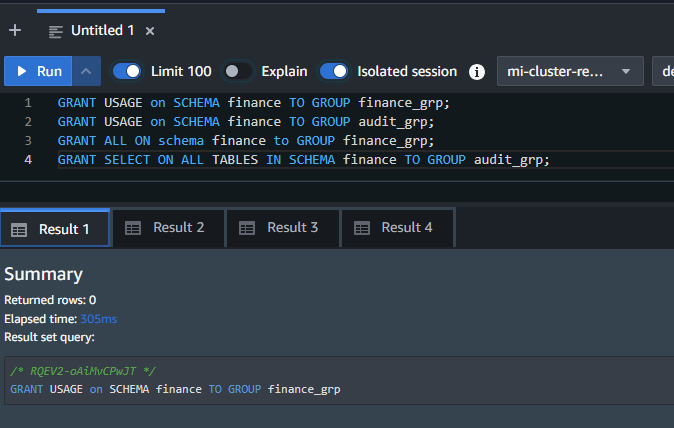 Untitled 1
Run Limit 100 Explain Isolated session mi-cluster-re... de
1 GRANT USAGE on SCHEMA finance TO GROUP finance_grp;
2 GRANT USAGE on SCHEMA finance TO GROUP audit_grp;
3 GRANT ALL ON schema finance to GROUP finance_grp;
4 GRANT SELECT ON ALL TABLES IN SCHEMA finance TO GROUP audit_grp;
Result 1 Result 2 Result 3 Result 4
Summary
Returned rows: 0
Elapsed time: 305ms
Result set query:
/* RQEV2-aAiMvCPwJT */
GRANT USAGE on SCHEMA finance TO GROUP finance_grp